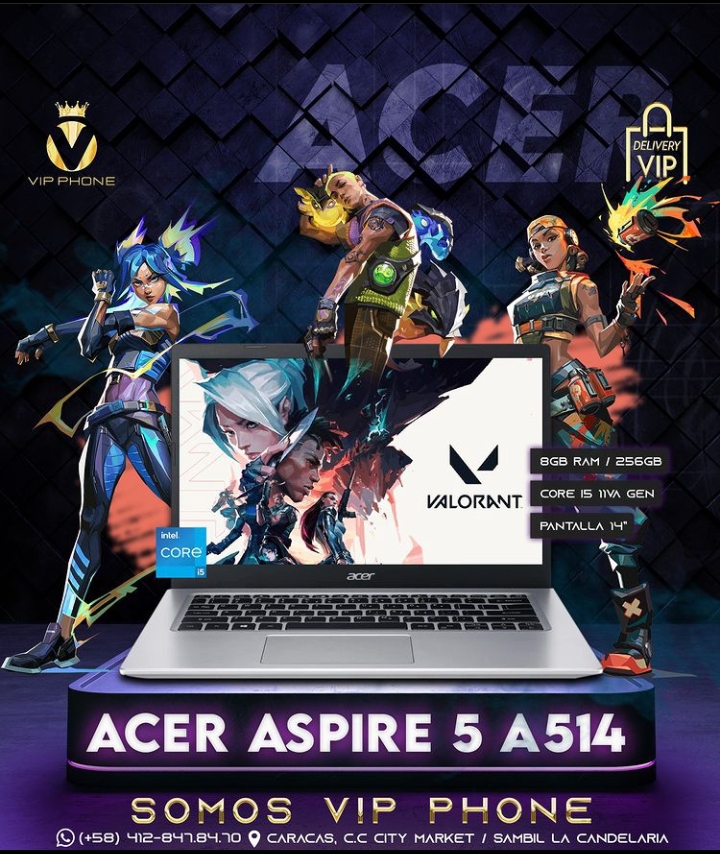 ACER
VIP PHONE
DELIVERY
VIP
VALORANT
8GB RAM / 256GB
CORE I5 11VA GEN
PANTALLA 14"
intel.
CORE
i5
acer
ACER ASPIRE 5 A514
SOMOS VIP PHONE
(+58) 412-847.84.70 CARACAS, C.C CITY MARKET / SAMBIL LA CANDELARIA